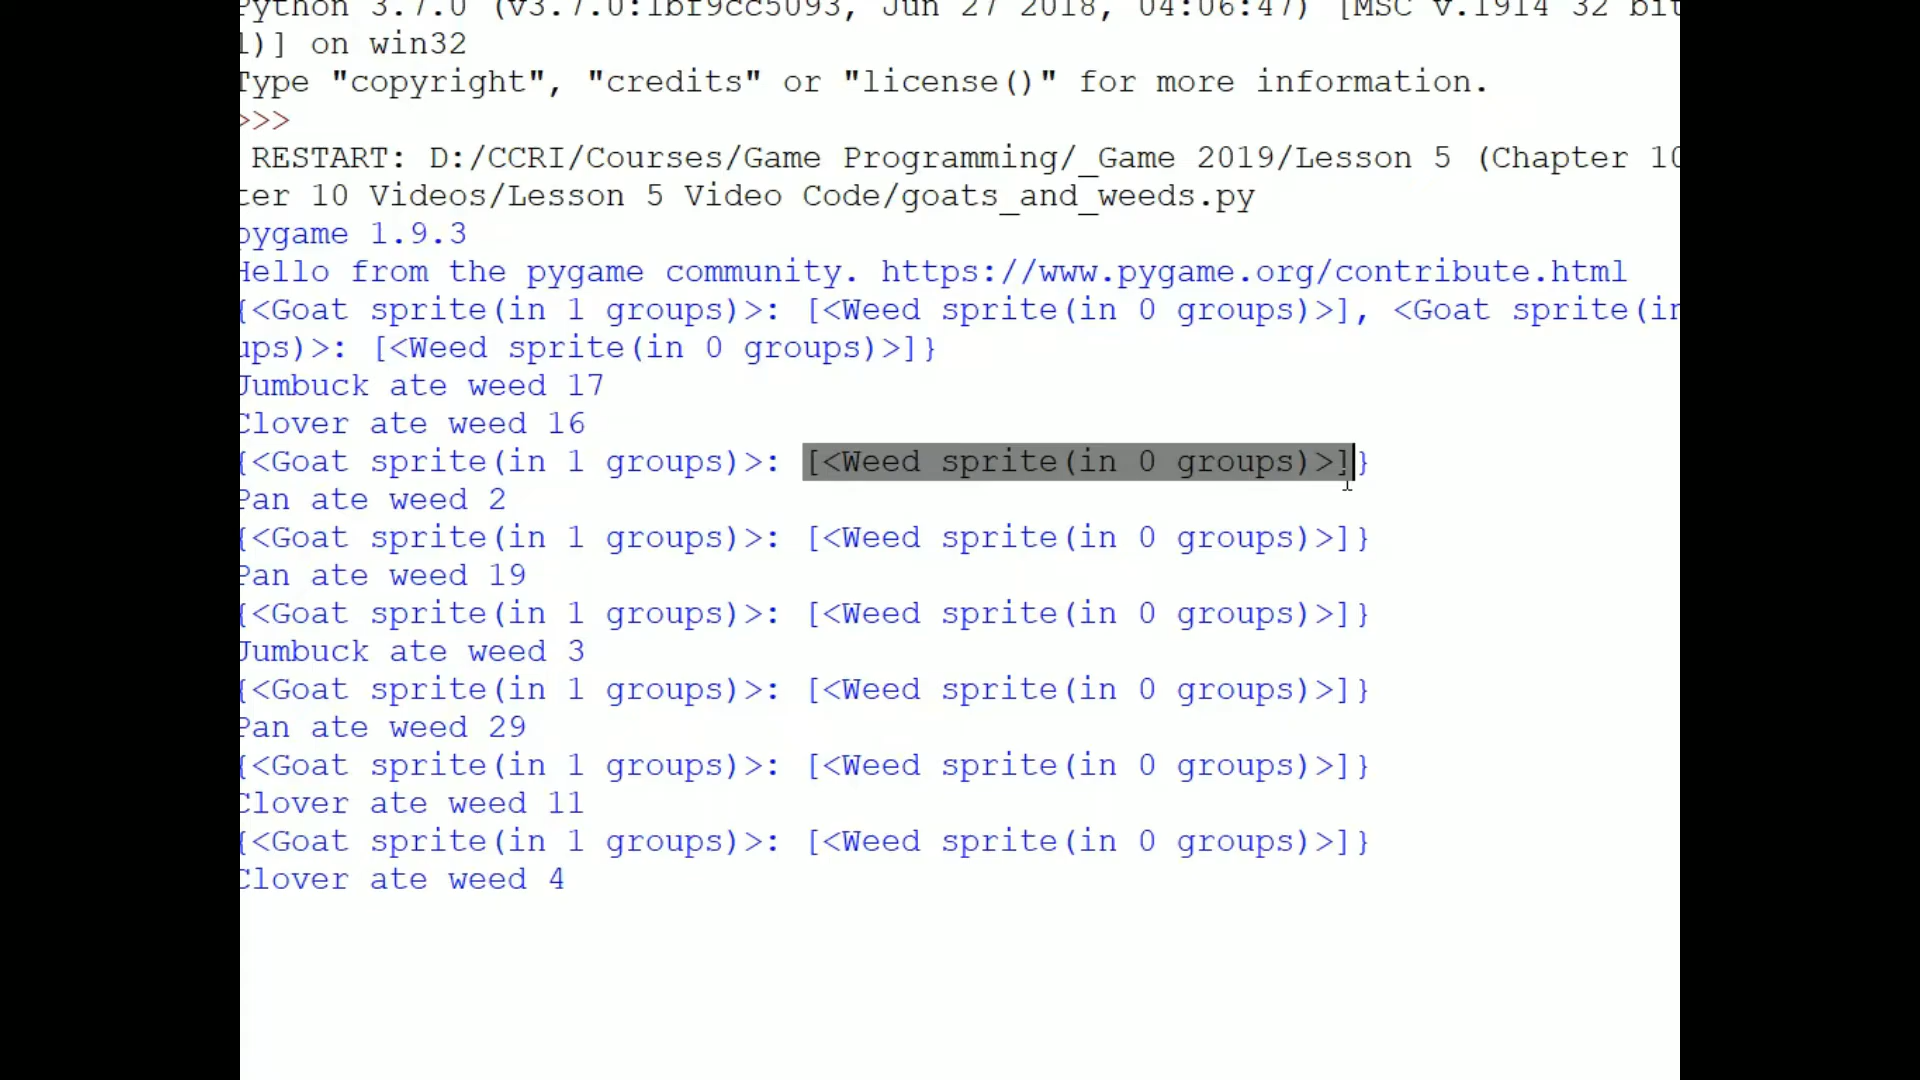 Python 3.7.0 (v3.7.0:1bf9cc5093, Jun 27 2018, 04:06:47) [MSC v.1914 32 bit
1)] on win32
Type "copyright", "credits" or "license()" for more information.
>>>
RESTART: D:/CCRI/Courses/Game Programming/_Game 2019/Lesson 5 (Chapter 10
ter 10 Videos/Lesson 5 Video Code/goats_and_weeds.py
pygame 1.9.3
Hello from the pygame community. https://www.pygame.org/contribute.html
{<Goat sprite(in 1 groups)>: [<Weed sprite(in 0 groups)>], <Goat sprite(in
ups)>: [<Weed sprite(in 0 groups)>]}
Jumbuck ate weed 17
Clover ate weed 16
{<Goat sprite(in 1 groups)>: [<Weed sprite(in 0 groups)>]}
Pan ate weed 2
{<Goat sprite(in 1 groups)>: [<Weed sprite(in 0 groups)>]}
Pan ate weed 19
{<Goat sprite(in 1 groups)>: [<Weed sprite(in 0 groups)>]}
Jumbuck ate weed 3
{<Goat sprite(in 1 groups)>: [<Weed sprite(in 0 groups)>]}
Pan ate weed 29
{<Goat sprite(in 1 groups)>: [<Weed sprite(in 0 groups)>]}
Clover ate weed 11
{<Goat sprite(in 1 groups)>: [<Weed sprite(in 0 groups)>]}
Clover ate weed 4